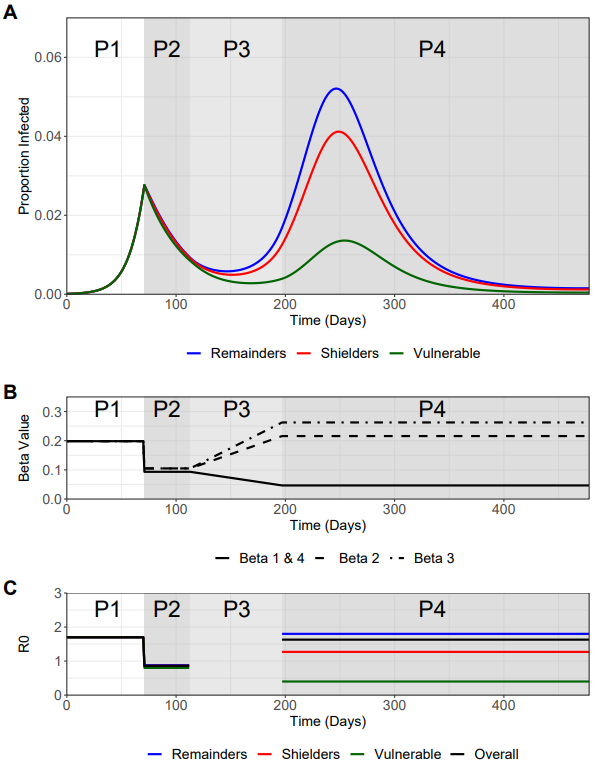 A
P1 P2 P3 P4
Proportion Infected
0.06
0.04
0.02
0.00
0 100 200 300 400
Time (Days)
Remainders Shielders Vulnerable
B
P1 P2 P3 P4
Beta Value
0.3
0.2
0.1
0.0
0 100 200 300 400
Time (Days)
Beta 1 & 4 Beta 2 Beta 3
C
P1 P2 P3 P4
R0
3
2
1
0
0 100 200 300 400
Time (Days)
Remainders Shielders Vulnerable Overall